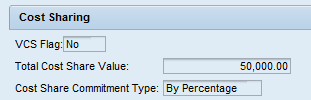 Cost Sharing
VCS Flag: No
Total Cost Share Value: 50,000.00
Cost Share Commitment Type: By Percentage